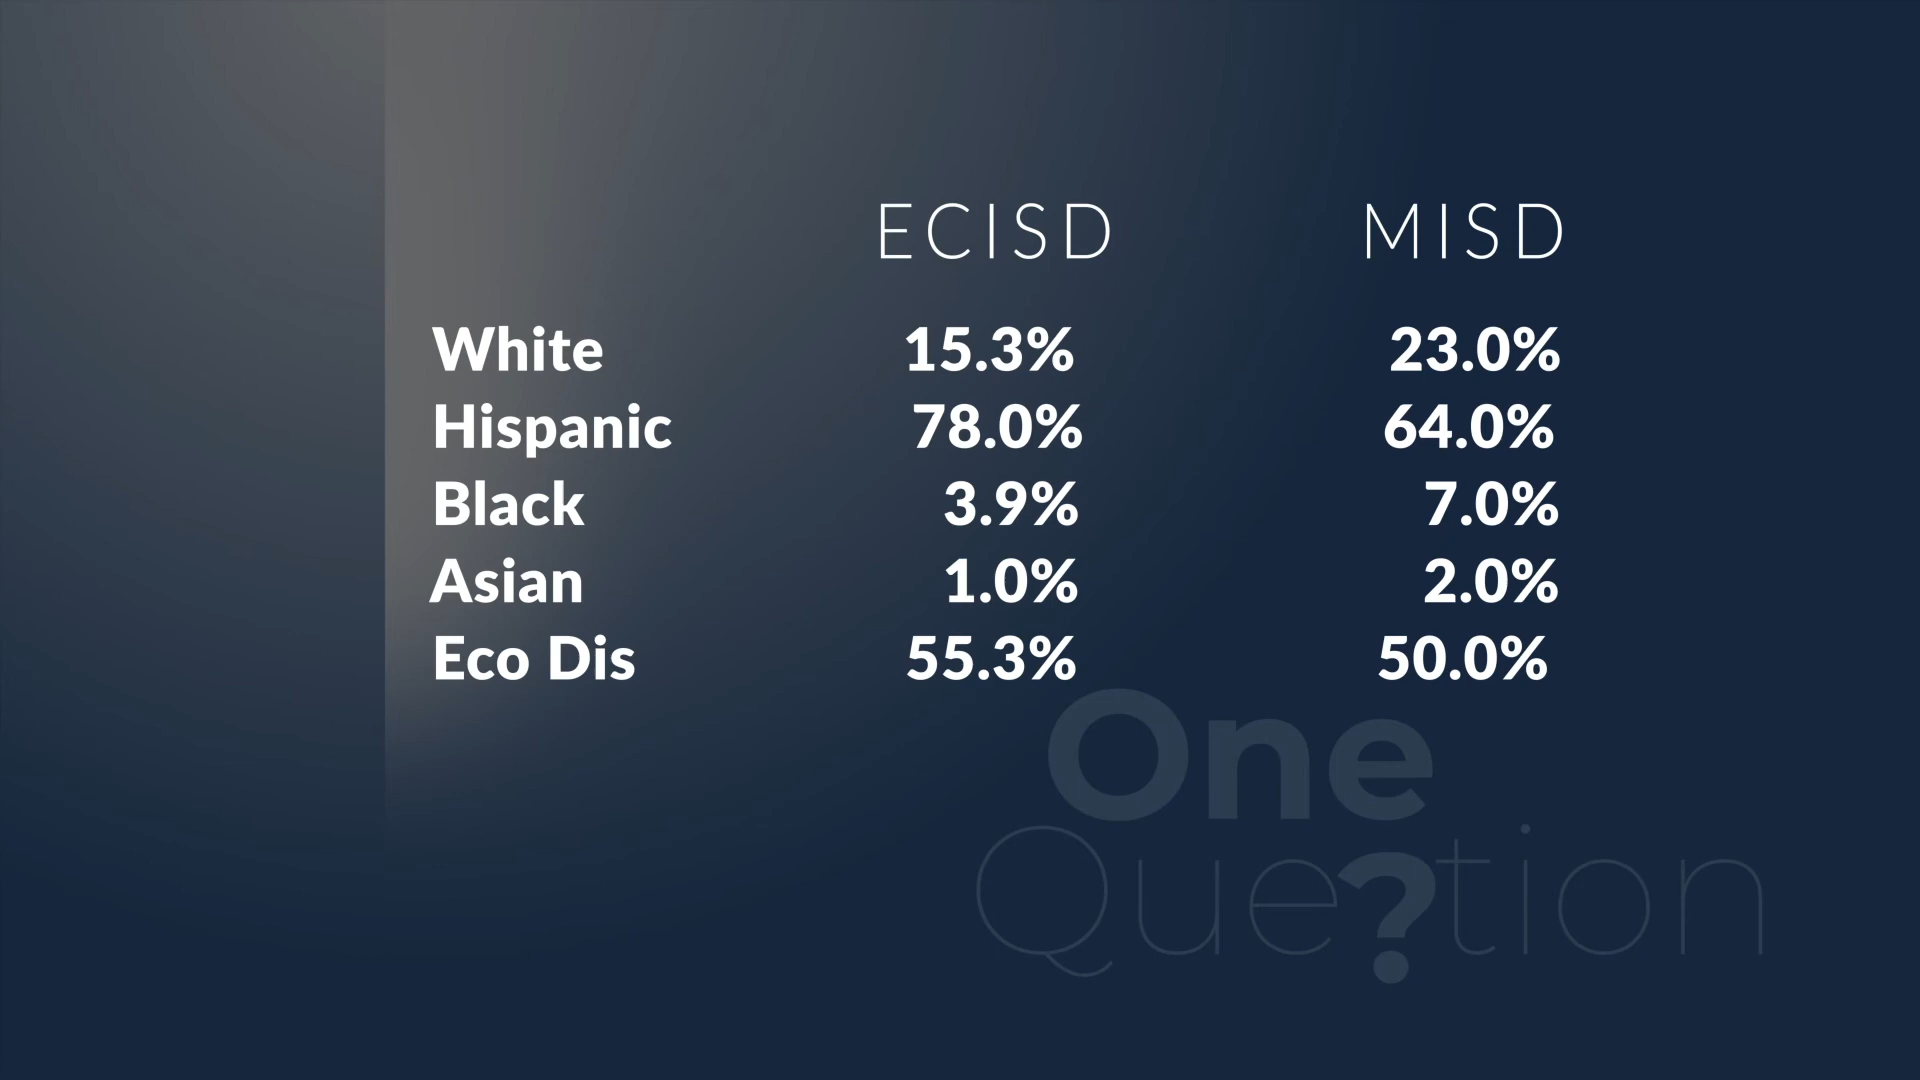 ECISD MISD
White 15.3% 23.0%
Hispanic 78.0% 64.0%
Black 3.9% 7.0%
Asian 1.0% 2.0%
Eco Dis 55.3% 50.0%
One
Que?tion